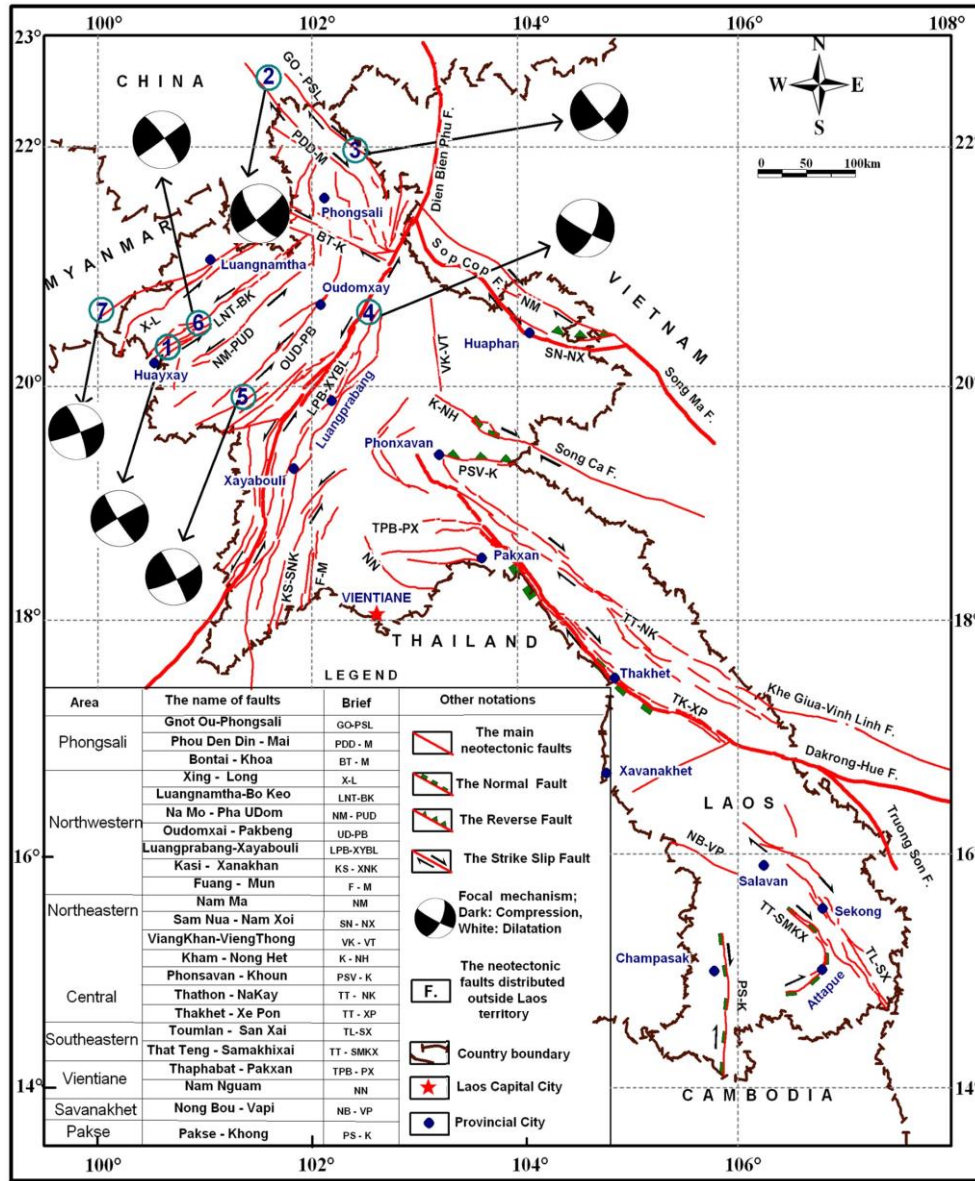 100° 102° 104° 106° 108°
23°
22°
21°
20°
19°
18°
17°
16°
15°
14°
N
W E
S
0 50 100km
CHINA
2
GO-PSL
PDD-M
3
Dien Bien Phu F.
Phongsali
MYANMAR
BT-K
Luangnamtha
Sop Cop F.
VIETNAM
Oudomxay
7
X-L
6
LNT-BK
4
NM
Huaphan
1
NM-PUD
OUD-PB
VK-VT
SN-NX
Huayxay
5
LPB-XYBL
Luangprabang
Song Ma F.
K-NH
Phonxavan
Song Ca F.
PSV-K
Xayabouli
TPB-PX
NN
Pakxan
KS-SNK
F-M
VIENTIANE
THAILAND
TT-NK
Thakhet
TK-XP
Khe Giua-Vinh Linh F.
Dakrong-Hue F.
Xavanakhet
LAOS
Truong Son F.
NB-VP
Salavan
Sekong
TT-SMKX
TL-SX
Champasak
Attapue
PS-K
CAMBODIA
LEGEND
Area The name of faults Brief Other notations
Phongsali
Gnot Ou-Phongsali GO-PSL
Phou Den Din - Mai PDD - M
Bontai - Khoa BT - M
Northwestern
Xing - Long X-L
Luangnamtha-Bo Keo LNT-BK
Na Mo - Pha UDom NM - PUD
Oudomxai - Pakbeng UD-PB
Luangprabang-Xayabouli LPB-XYBL
Kasi - Xanakhan KS - XNK
Fuang - Mun F - M
Northeastern
Nam Ma NM
Sam Nua - Nam Xoi SN - NX
ViangKhan-ViengThong VK - VT
Central
Kham - Nong Het K - NH
Phonsavan - Khoun PSV - K
Thathon - NaKay TT - NK
Thakhet - Xe Pon TT - XP
Southeastern
Toumlan - San Xai TL-SX
That Teng - Samakhixai TT - SMKX
Vientiane
Thaphabat - Pakxan TPB - PX
Nam Nguam NN
Savanakhet
Nong Bou - Vapi NB - VP
Pakse
Pakse - Khong PS - K
The main
neotectonic faults
The Normal Fault
The Reverse Fault
The Strike Slip Fault
Focal mechanism;
Dark: Compression,
White: Dilatation
F.
The neotectonic
faults distributed
outside Laos
territory
Country boundary
Laos Capital City
Provincial City
100° 102° 104° 106° 108°